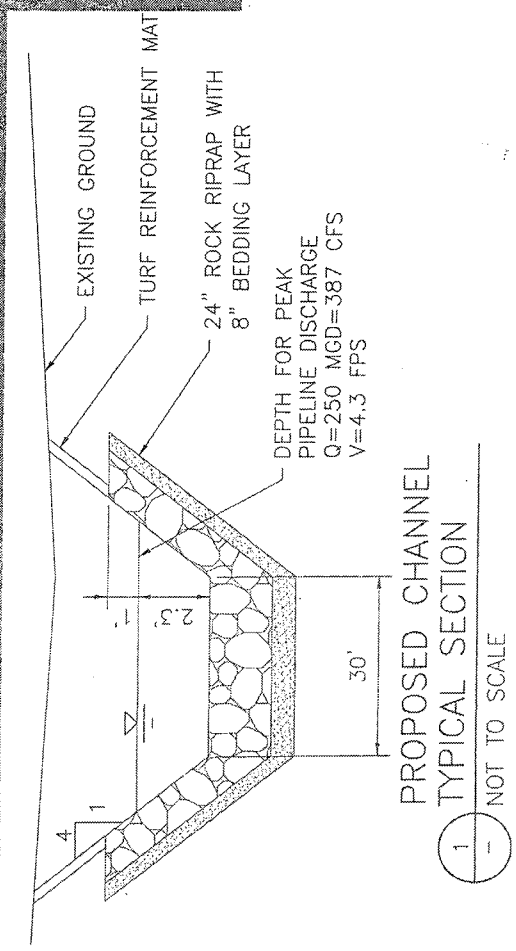 EXISTING GROUND
TURF REINFORCEMENT MAT
24" ROCK RIPRAP WITH
8" BEDDING LAYER
DEPTH FOR PEAK
PIPELINE DISCHARGE
Q=250 MGD=387 CFS
V=4.3 FPS
4
1
1'
2.3'
30'
PROPOSED CHANNEL
TYPICAL SECTION
1
-
NOT TO SCALE